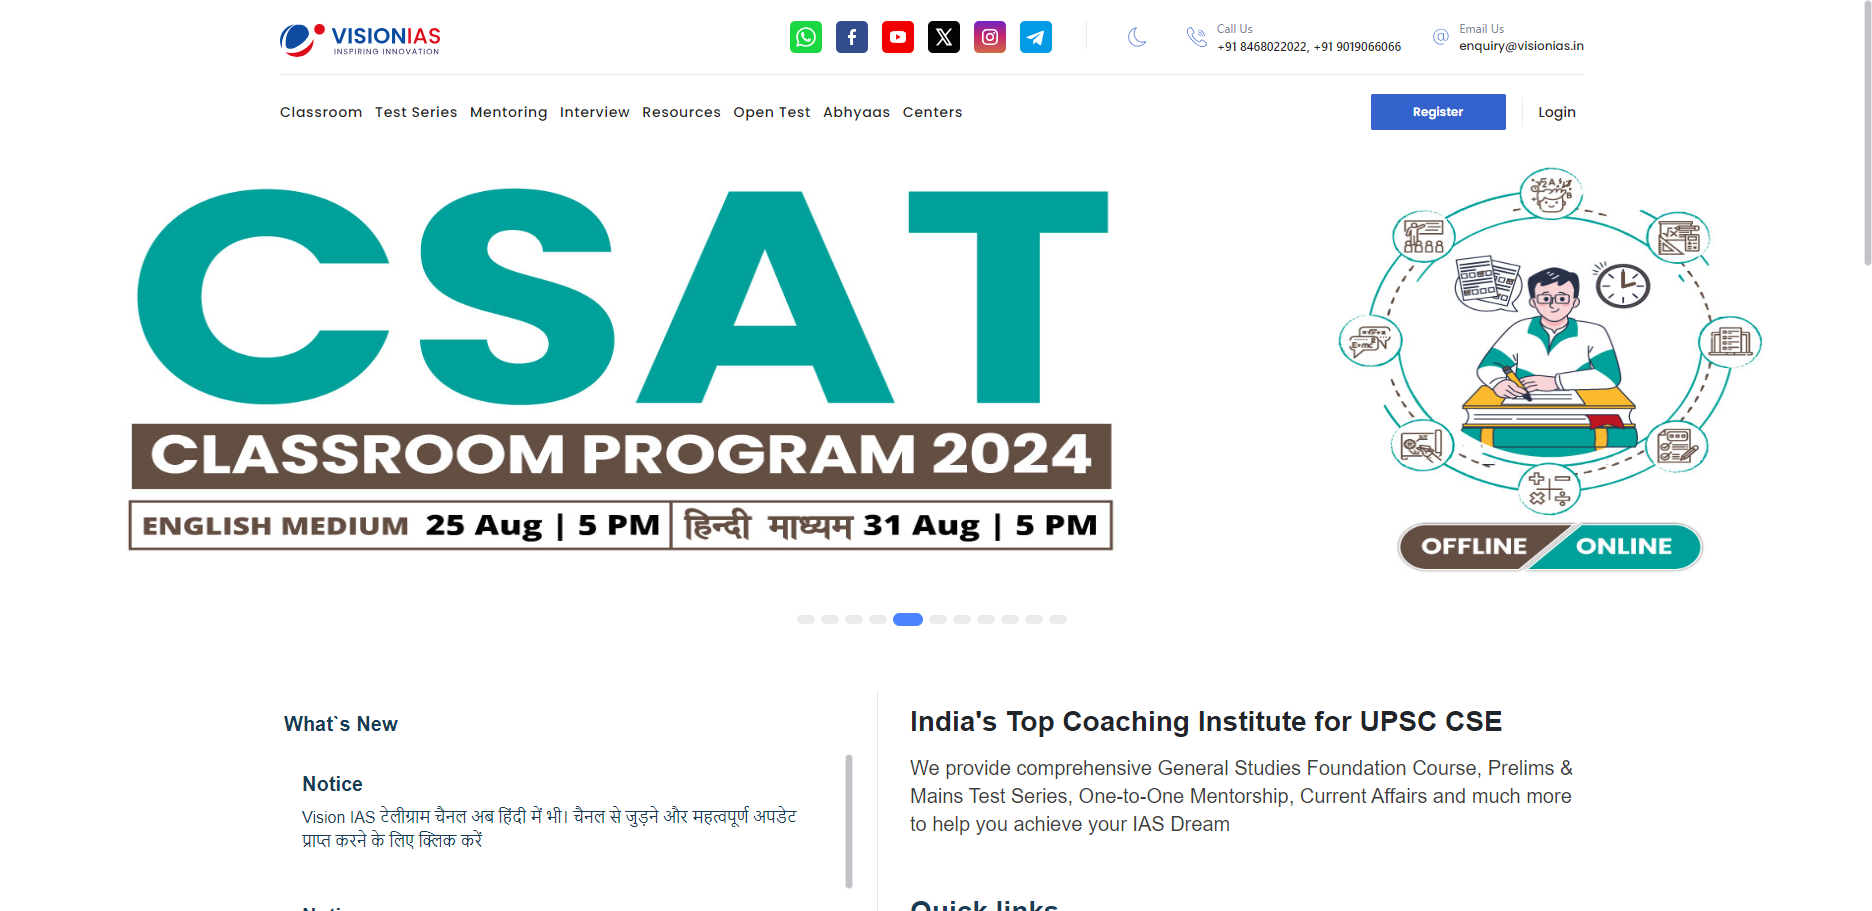 VISIONIAS
INSPIRING INNOVATION
Call Us
+91 8468022022, +91 9019066066
Email Us
enquiry@visionias.in
Classroom Test Series Mentoring Interview Resources Open Test Abhyaas Centers
Register
Login
CSAT
CLASSROOM PROGRAM 2024
ENGLISH MEDIUM 25 Aug | 5 PM हिन्दी माध्यम 31 Aug | 5 PM
OFFLINE ONLINE
What`s New
Notice
Vision IAS टेलीग्राम चैनल अब हिंदी में भी। चैनल से जुड़ने और महत्वपूर्ण अपडेट
प्राप्त करने के लिए क्लिक करें
India's Top Coaching Institute for UPSC CSE
We provide comprehensive General Studies Foundation Course, Prelims &
Mains Test Series, One-to-One Mentorship, Current Affairs and much more
to help you achieve your IAS Dream
Quick links